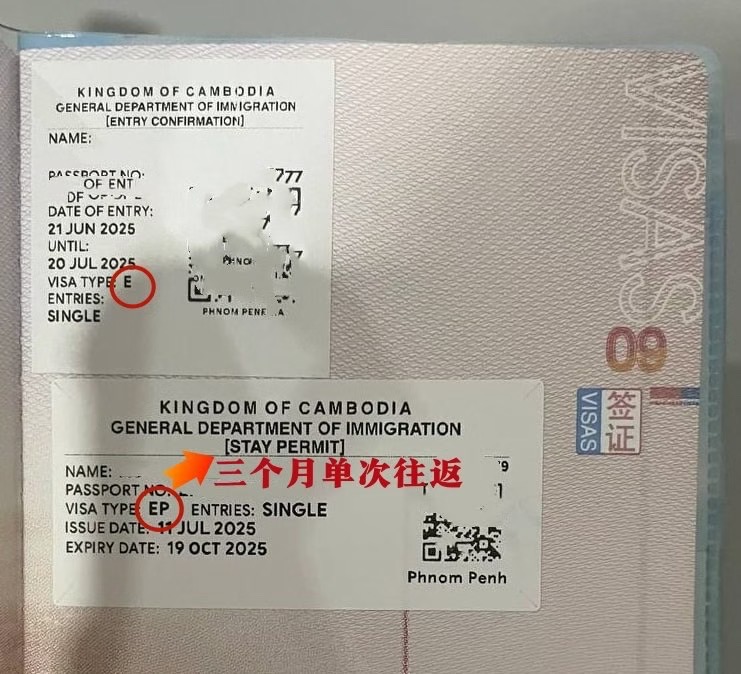 KINGDOM OF CAMBODIA
GENERAL DEPARTMENT OF IMMIGRATION
[ENTRY CONFIRMATION]
NAME:
PASSPORT NO:
777
OF ENT
DATE OF ENTRY:
21 JUN 2025
UNTIL:
20 JUL 2025
VISA TYPE: E
ENTRIES:
SINGLE
PHNOM PENH
KINGDOM OF CAMBODIA
GENERAL DEPARTMENT OF IMMIGRATION
[STAY PERMIT]
三个月单次往返
NAME:
PASSPORT NO
VISA TYPE: EP ENTRIES: SINGLE
ISSUE DATE: 11 JUL 2025
EXPIRY DATE: 19 OCT 2025
Phnom Penh
VISAS
09
签证
VISAS